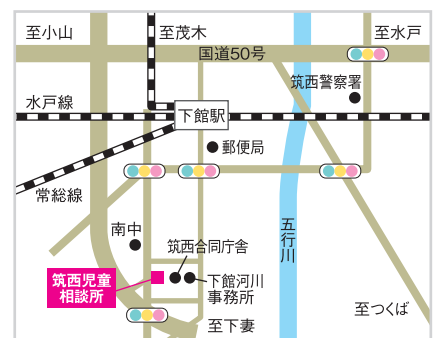 至小山
至茂木
至水戸
国道50号
筑西警察署
水戸線
下館駅
郵便局
常総線
南中
五行川
筑西合同庁舎
筑西児童
相談所
下館河川
事務所
至つくば
至下妻